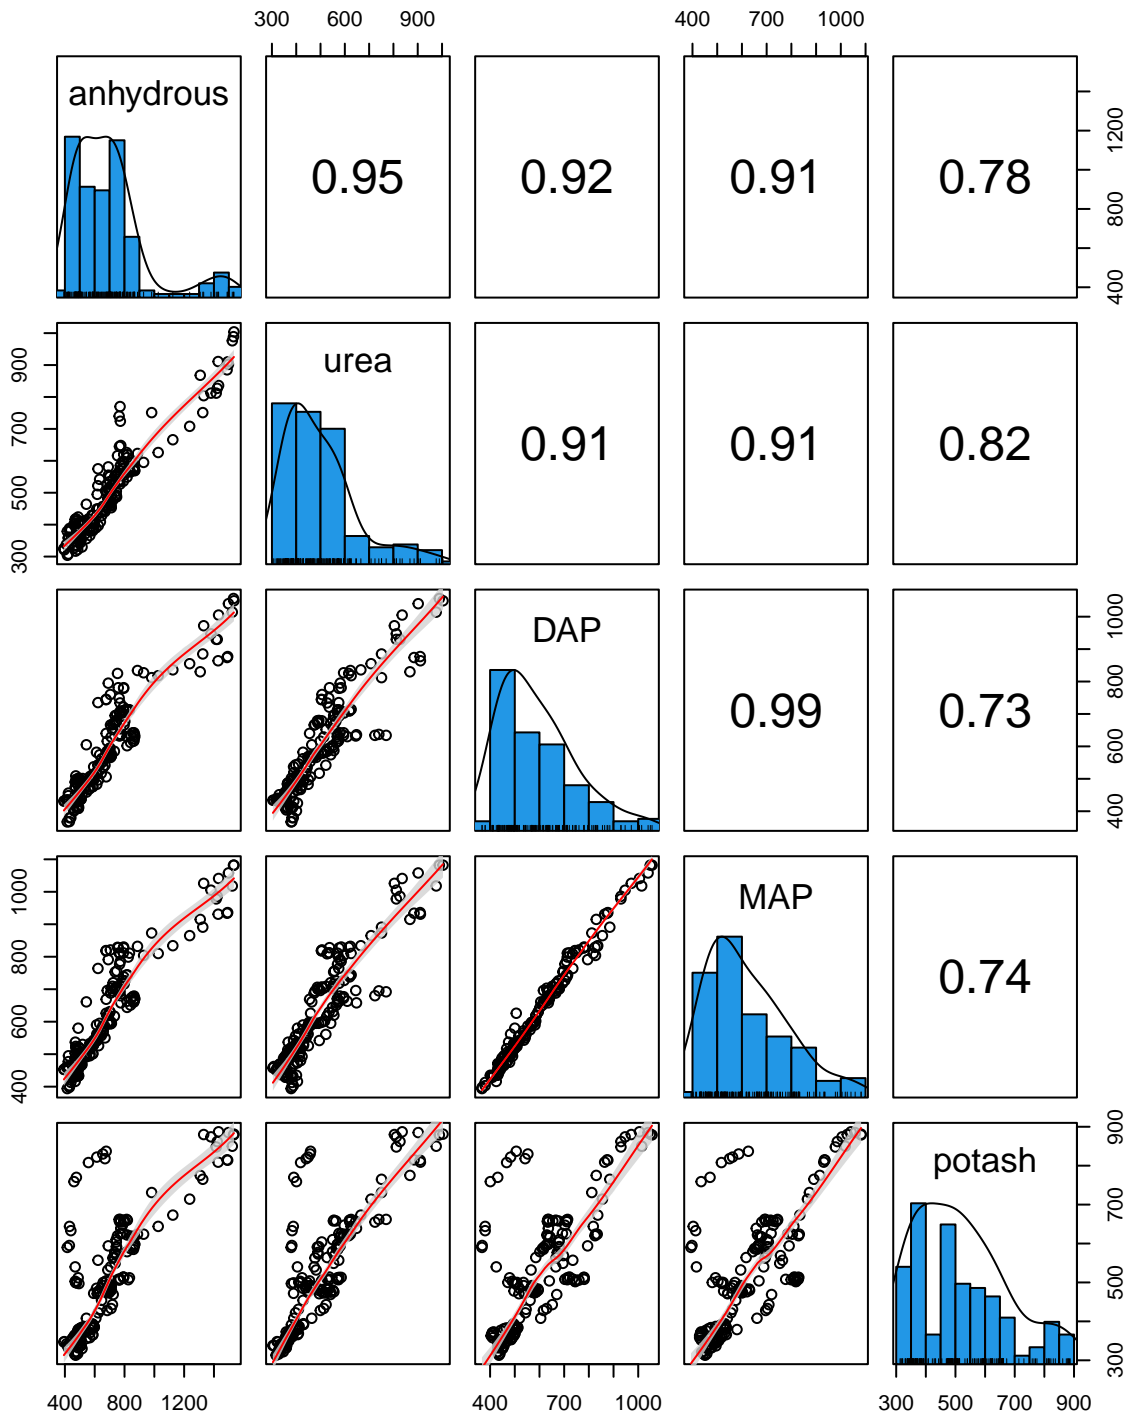 300 600 900 400 700 1000
anhydrous 0.95 0.92 0.91 0.78
400 800 1200
300 500 700 900
urea 0.91 0.91 0.82
DAP 0.99 0.73
400 600 800 1000
400 600 800 1000
MAP 0.74
potash
300 500 700 900
400 800 1200 400 700 1000 300 500 700 900